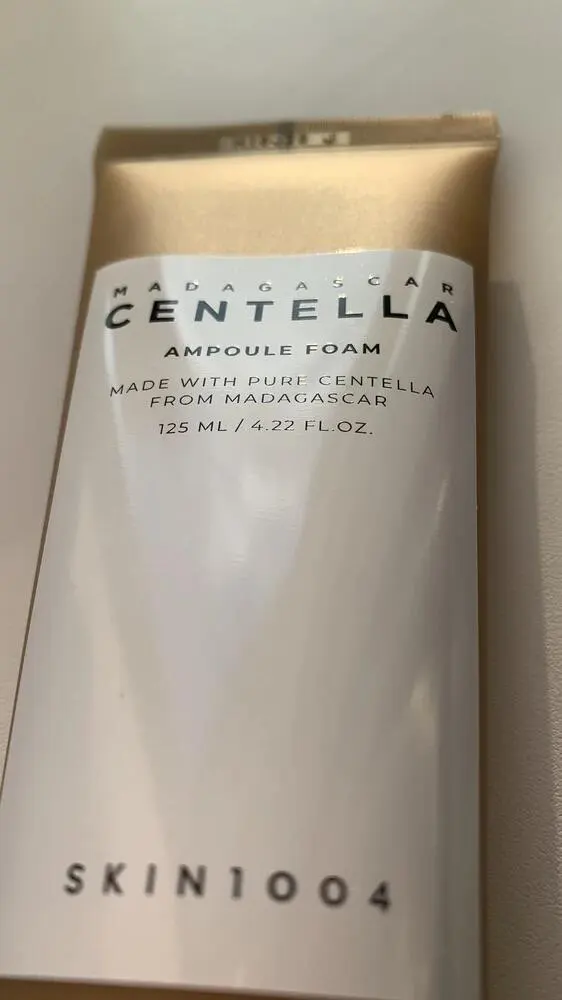 MADAGASCAR
CENTELLA
AMPOULE FOAM
MADE WITH PURE CENTELLA
FROM MADAGASCAR
125 ML / 4.22 FL.OZ.
SKIN1004